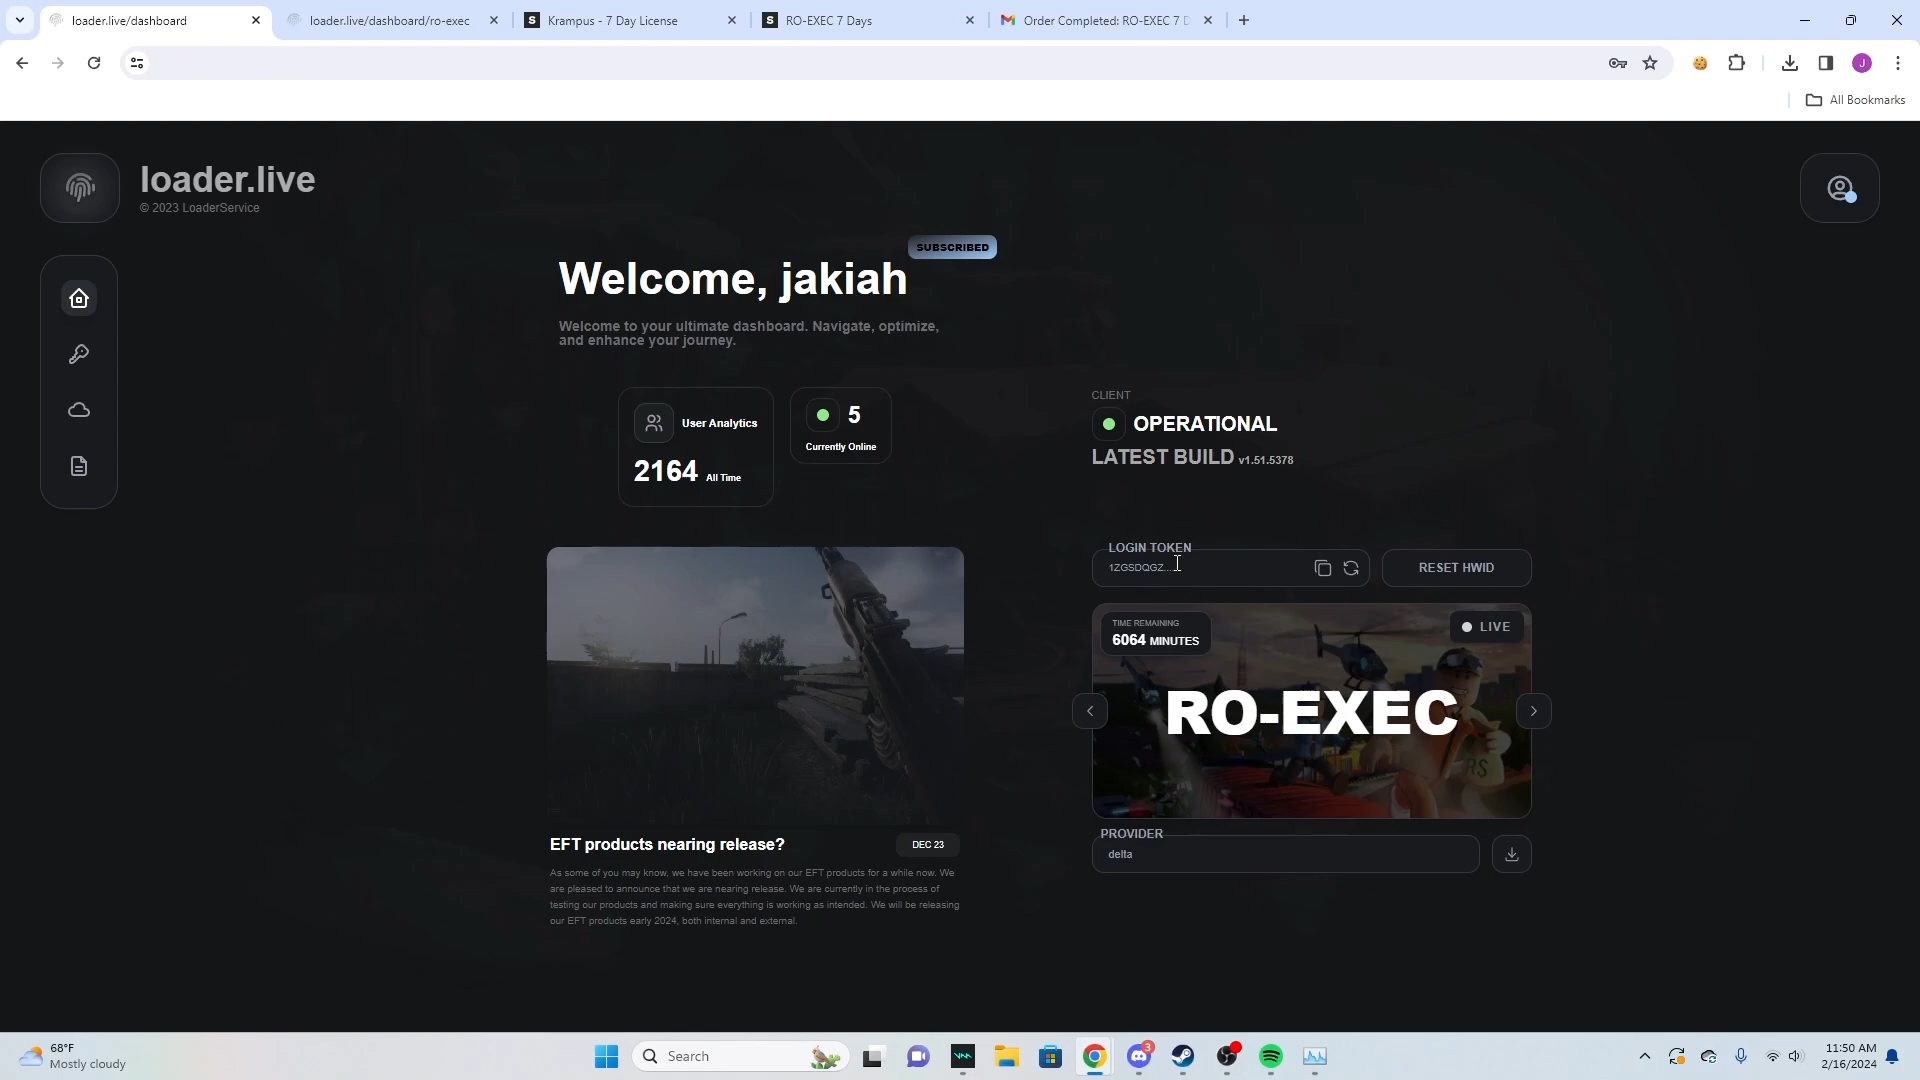 loader.live/dashboard
loader.live/dashboard/ro-exec
Krampus - 7 Day License
RO-EXEC 7 Days
Order Completed: RO-EXEC 7 D
J
All Bookmarks
loader.live
© 2023 LoaderService
SUBSCRIBED
Welcome, jakiah
Welcome to your ultimate dashboard. Navigate, optimize,
and enhance your journey.
User Analytics
2164 All Time
5
Currently Online
CLIENT
OPERATIONAL
LATEST BUILD v1.51.5378
LOGIN TOKEN
1ZGSDQGZ...
RESET HWID
TIME REMAINING
6064 MINUTES
LIVE
RO-EXEC
RS
PROVIDER
delta
EFT products nearing release?
DEC 23
As some of you may know, we have been working on our EFT products for a while now. We
are pleased to announce that we are nearing release. We are currently in the process of
testing our products and making sure everything is working as intended. We will be releasing
our EFT products early 2024, both internal and external.
68°F
Mostly cloudy
Search
3
11:50 AM
2/16/2024